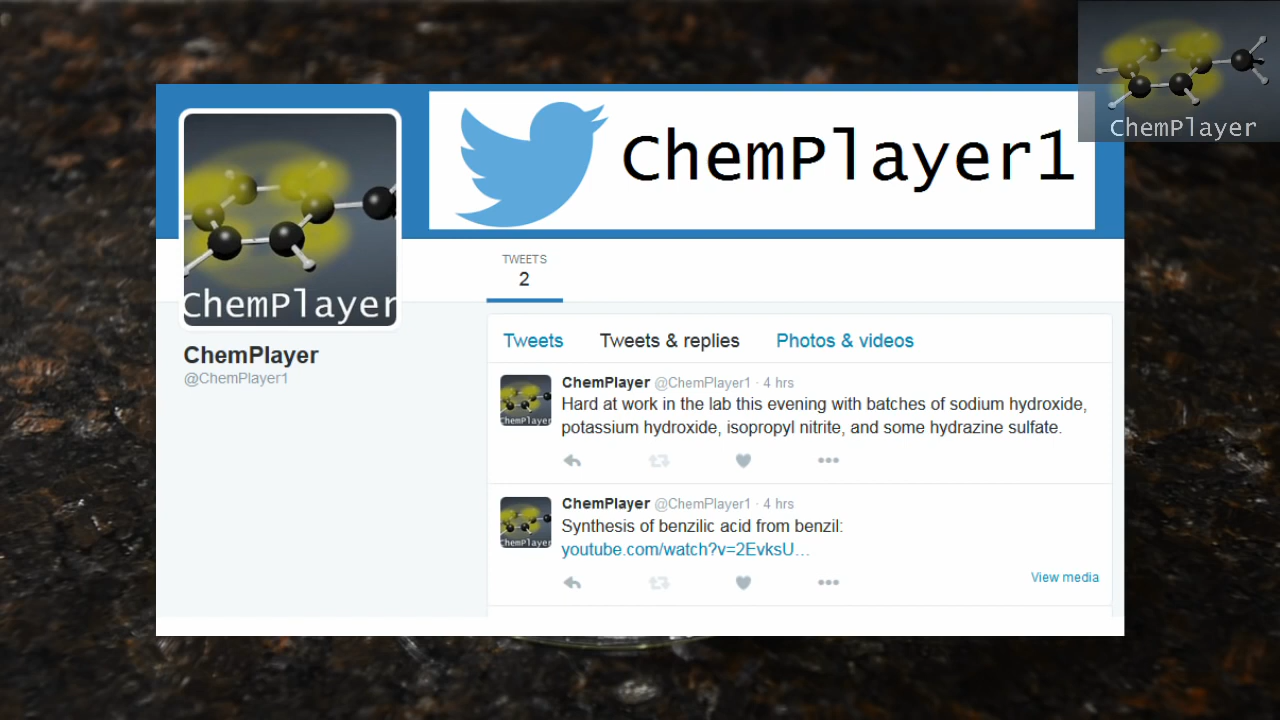 ChemPlayer
ChemPlayer1
ChemPlayer
TWEETS
2
ChemPlayer
@ChemPlayer1
Tweets Tweets & replies Photos & videos
ChemPlayer @ChemPlayer1 · 4 hrs
Hard at work in the lab this evening with batches of sodium hydroxide,
potassium hydroxide, isopropyl nitrite, and some hydrazine sulfate.
ChemPlayer
ChemPlayer @ChemPlayer1 · 4 hrs
Synthesis of benzilic acid from benzil:
youtube.com/watch?v=2EvksU…
ChemPlayer
View media